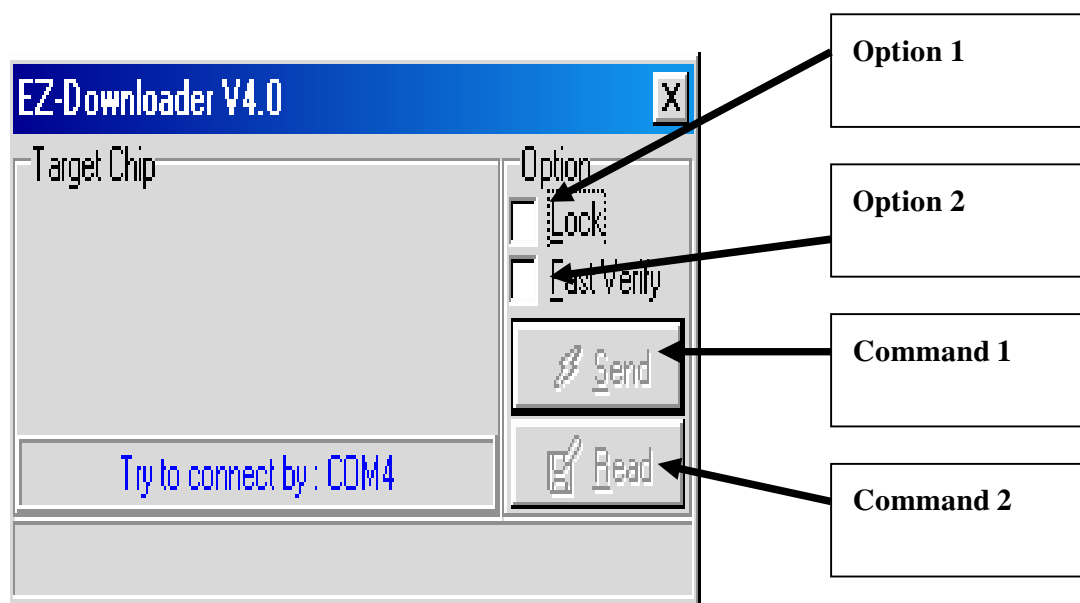 Option 1
EZ-Downloader V4.0
X
Target Chip
Option
Option 2
Lock
Fast Verify
Command 1
Send
Try to connect by : COM4
Read
Command 2